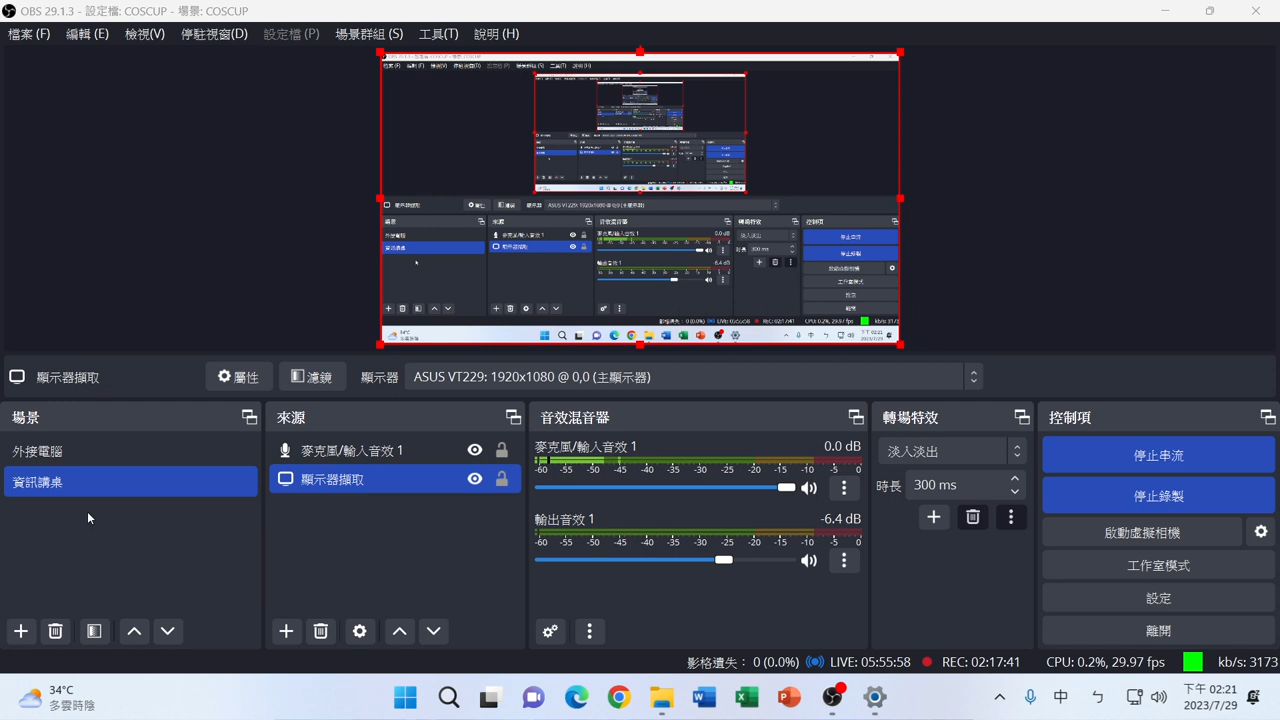 OBS 29.1.3 - 設定檔: COSCUP - 場景: COSCUP
檔案 (F) 編輯 (E) 檢視(V) 停駐視窗(D) 設定檔 (P) 場景群組 (S) 工具(T) 說明 (H)
顯示器擷取 屬性 濾鏡 顯示器 ASUS VT229: 1920x1080 @ 0,0 (主顯示器)
場景
外接電腦
資訊講桌
來源
麥克風/輸入音效 1
顯示器擷取
音效混音器
麥克風/輸入音效 1 0.0 dB
-60 -55 -50 -45 -40 -35 -30 -25 -20 -15 -10 -5 0
輸出音效 1 -6.4 dB
-60 -55 -50 -45 -40 -35 -30 -25 -20 -15 -10 -5 0
轉場特效
淡入淡出
時長 300 ms
控制項
停止串流
停止錄製
啟動虛擬相機
工作室模式
設定
離開
影格遺失： 0 (0.0%) LIVE: 05:55:58 REC: 02:17:41 CPU: 0.2%, 29.97 fps kb/s: 3173
34°C
多雲時晴
中
下午 02:21
2023/7/29